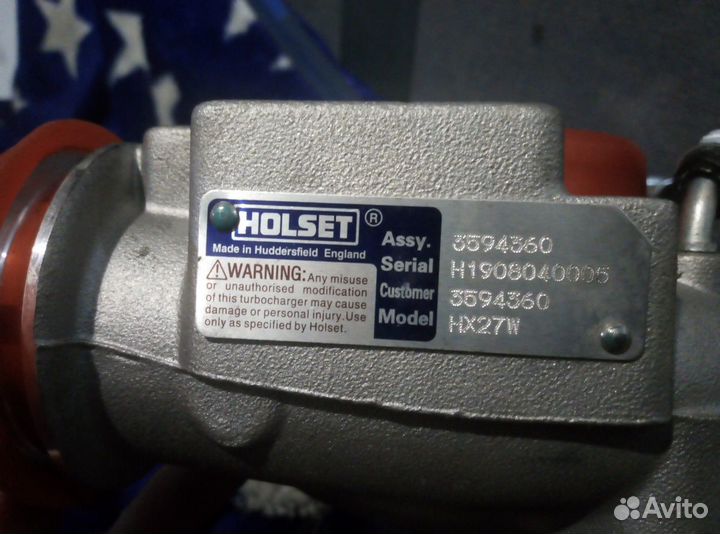 HOLSET ®
Made in Huddersfield England
⚠WARNING: Any misuse
or unauthorised modification
of this turbocharger may cause
damage or personal injury. Use
only as specified by Holset.
Assy. 3594360
Serial H1908040005
Customer 3594360
Model HX27W
Avito